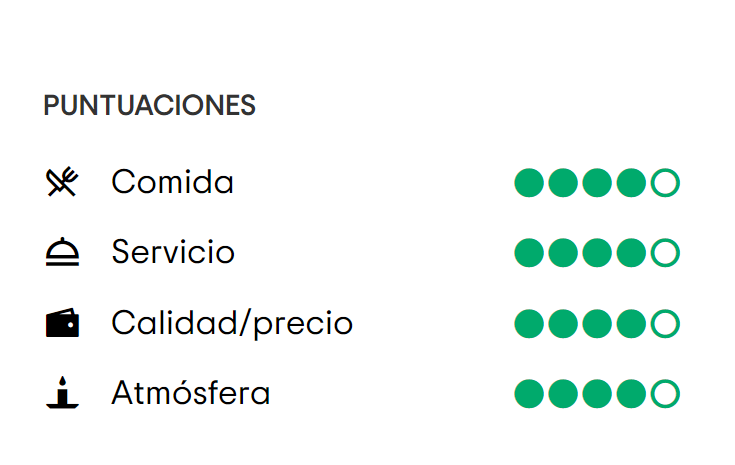 PUNTUACIONES
Comida
Servicio
Calidad/precio
Atmósfera